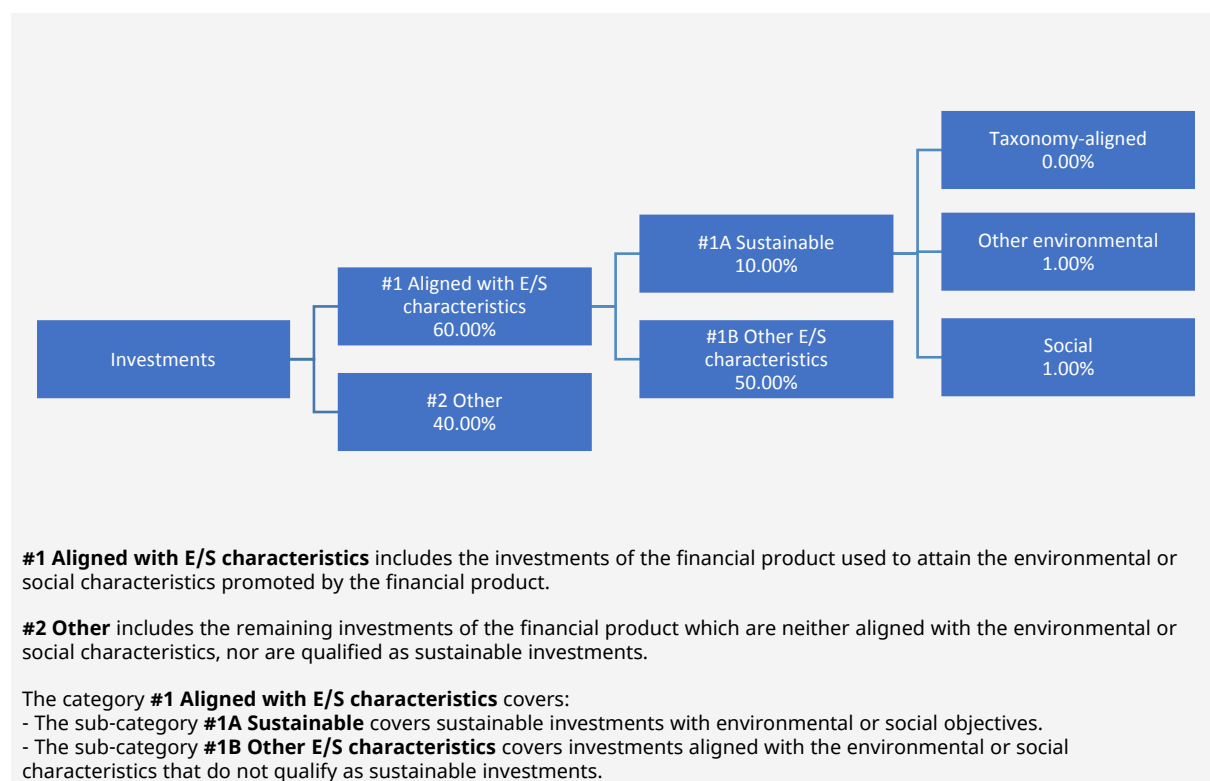 Investments
#1 Aligned with E/S
characteristics
60.00%
#2 Other
40.00%
#1A Sustainable
10.00%
#1B Other E/S
characteristics
50.00%
Taxonomy-aligned
0.00%
Other environmental
1.00%
Social
1.00%
#1 Aligned with E/S characteristics includes the investments of the financial product used to attain the environmental or
social characteristics promoted by the financial product.
#2 Other includes the remaining investments of the financial product which are neither aligned with the environmental or
social characteristics, nor are qualified as sustainable investments.
The category #1 Aligned with E/S characteristics covers:
- The sub-category #1A Sustainable covers sustainable investments with environmental or social objectives.
- The sub-category #1B Other E/S characteristics covers investments aligned with the environmental or social
characteristics that do not qualify as sustainable investments.